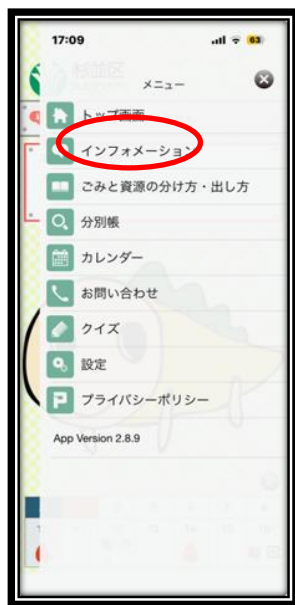 17:09
63
杉並区
メニュー
トップ画面
インフォメーション
ごみと資源の分け方・出し方
分別帳
カレンダー
お問い合わせ
クイズ
設定
プライバシーポリシー
App Version 2.8.9